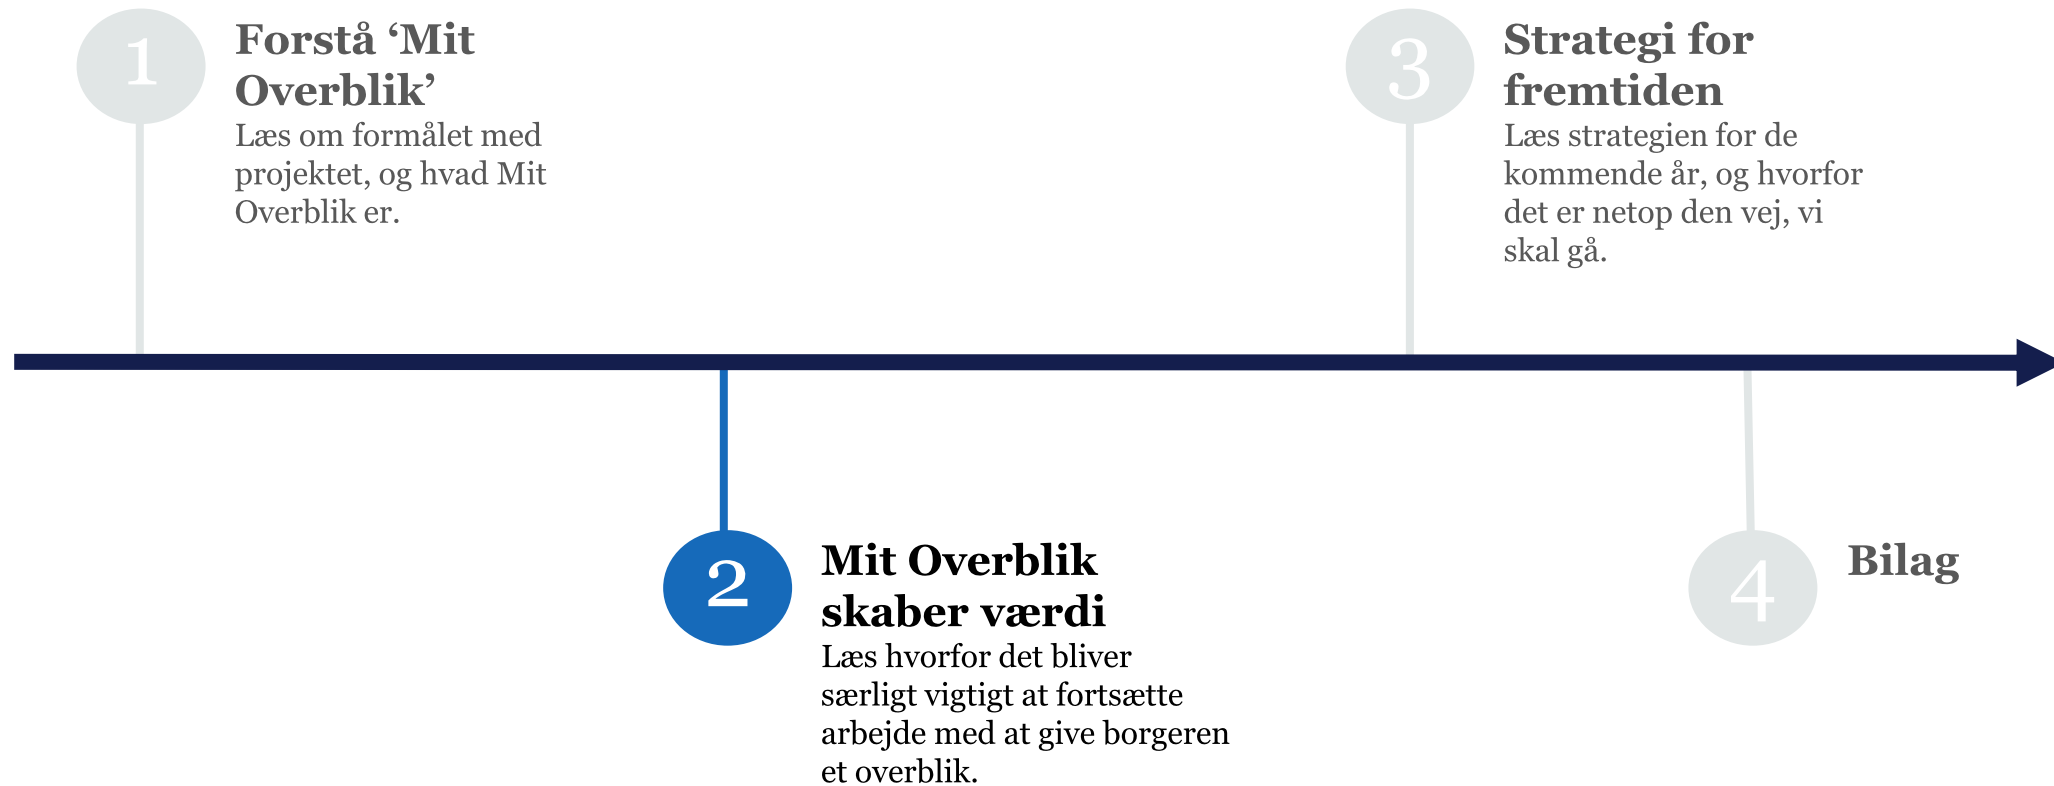 1
Forstå ‘Mit
Overblik’
Læs om formålet med
projektet, og hvad Mit
Overblik er.
2
Mit Overblik
skaber værdi
Læs hvorfor det bliver
særligt vigtigt at fortsætte
arbejde med at give borgeren
et overblik.
3
Strategi for
fremtiden
Læs strategien for de
kommende år, og hvorfor
det er netop den vej, vi
skal gå.
4
Bilag